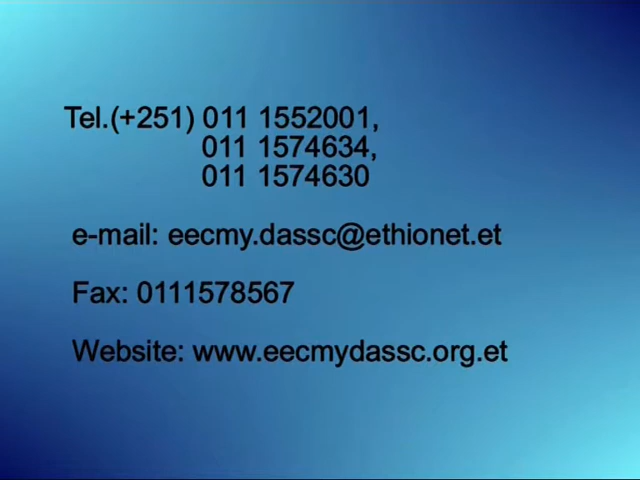 Tel.(+251) 011 1552001,
011 1574634,
011 1574630
e-mail: eecmy.dassc@ethionet.et
Fax: 0111578567
Website: www.eecmydassc.org.et